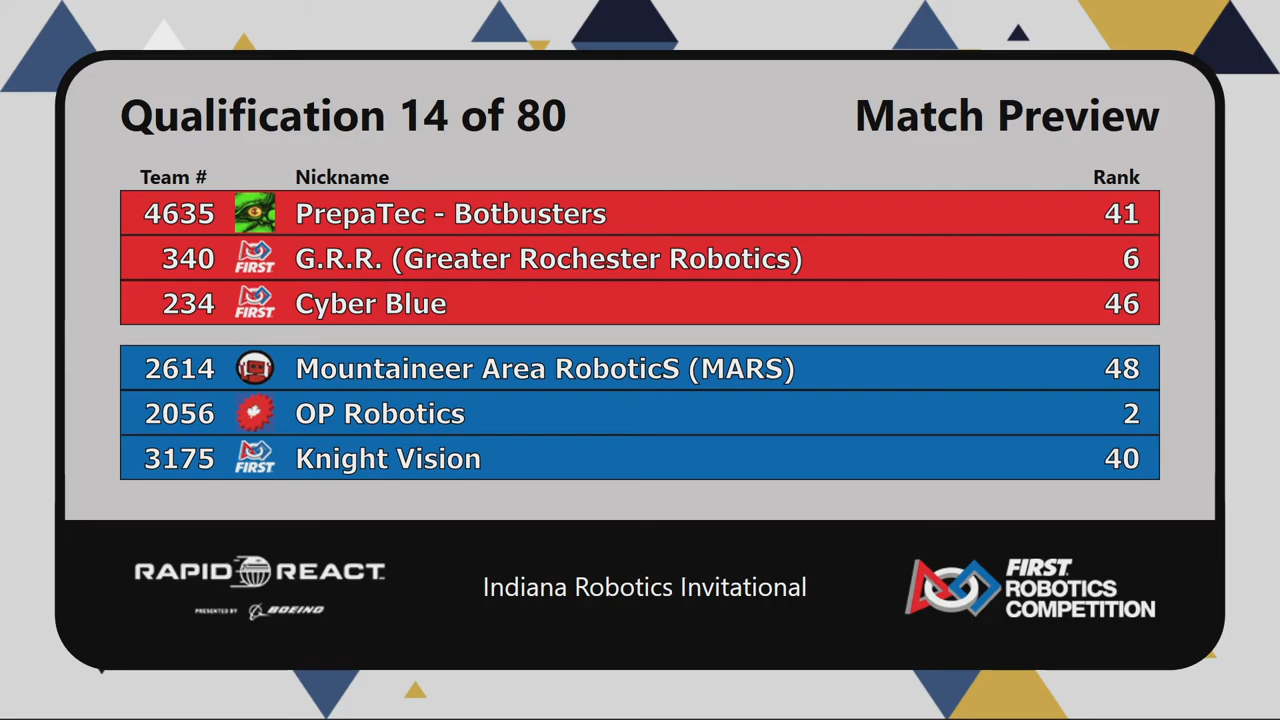 Qualification 14 of 80 Match Preview
Team # Nickname Rank
4635 PrepaTec - Botbusters 41
FIRST 340 G.R.R. (Greater Rochester Robotics) 6
FIRST 234 Cyber Blue 46
2614 Mountaineer Area RoboticS (MARS) 48
2056 OP Robotics 2
3175 FIRST Knight Vision 40
RAPID REACT
PRESENTED BY BOEING
Indiana Robotics Invitational
FIRST
ROBOTICS
COMPETITION